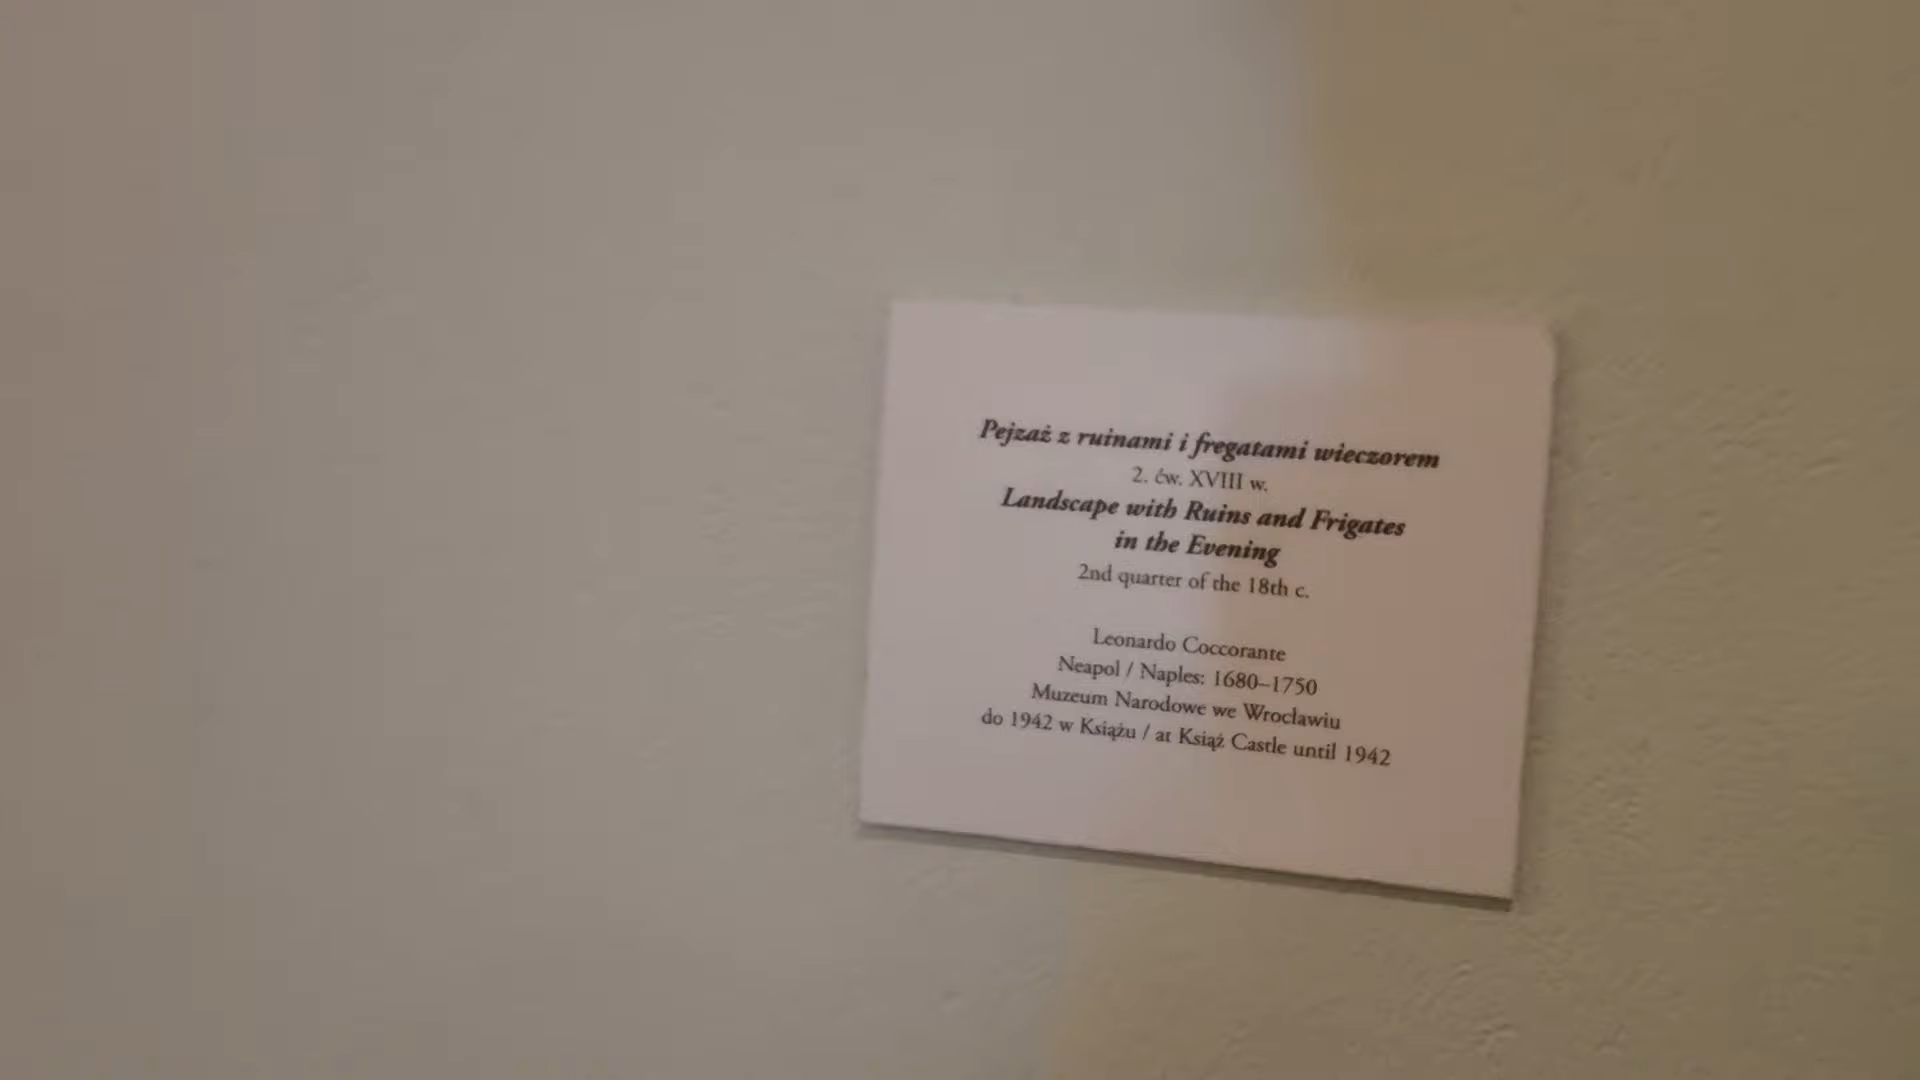 Pejzaż z ruinami i fregatami wieczorem
2. ćw. XVIII w.
Landscape with Ruins and Frigates
in the Evening
2nd quarter of the 18th c.
Leonardo Coccorante
Neapol / Naples: 1680–1750
Muzeum Narodowe we Wrocławiu
do 1942 w Książu / at Książ Castle until 1942